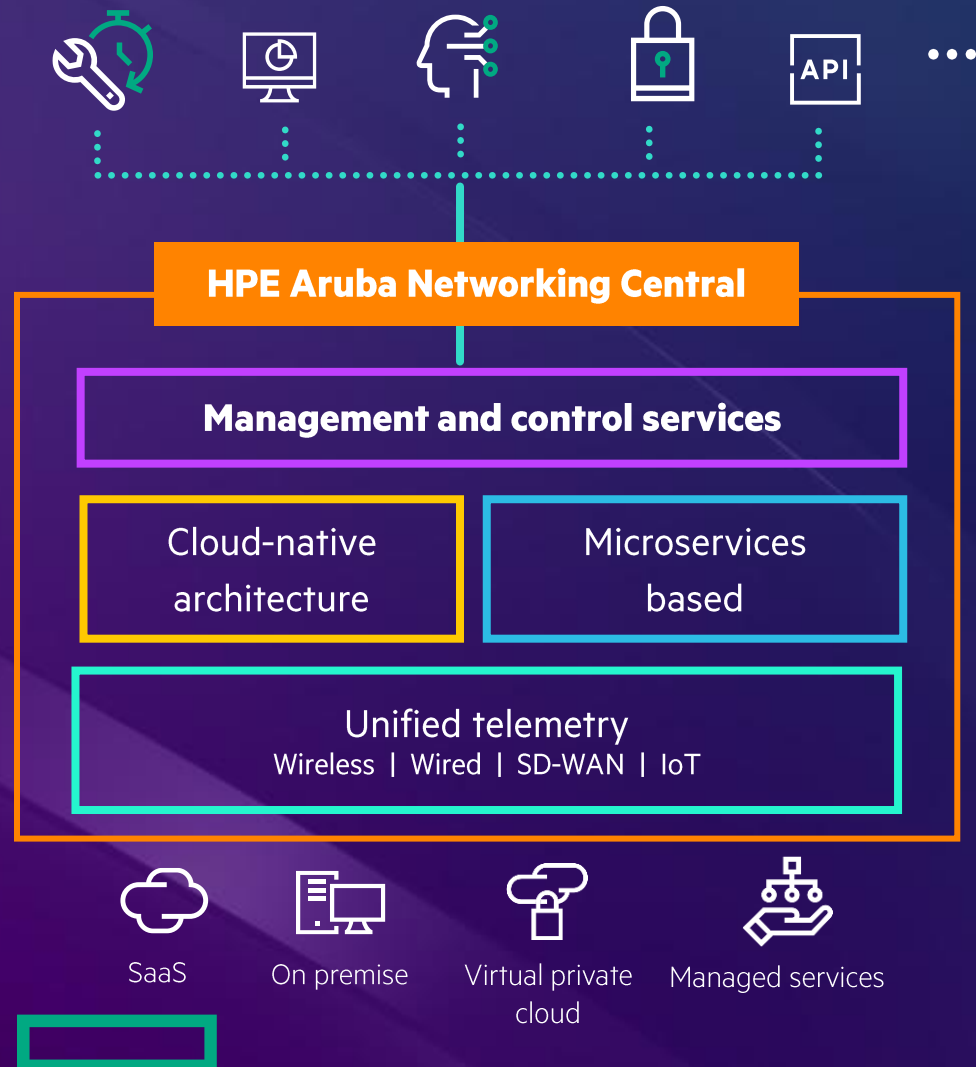 API
HPE Aruba Networking Central
Management and control services
Cloud-native
architecture
Microservices
based
Unified telemetry
Wireless | Wired | SD-WAN | IoT
SaaS
On premise
Virtual private
cloud
Managed services